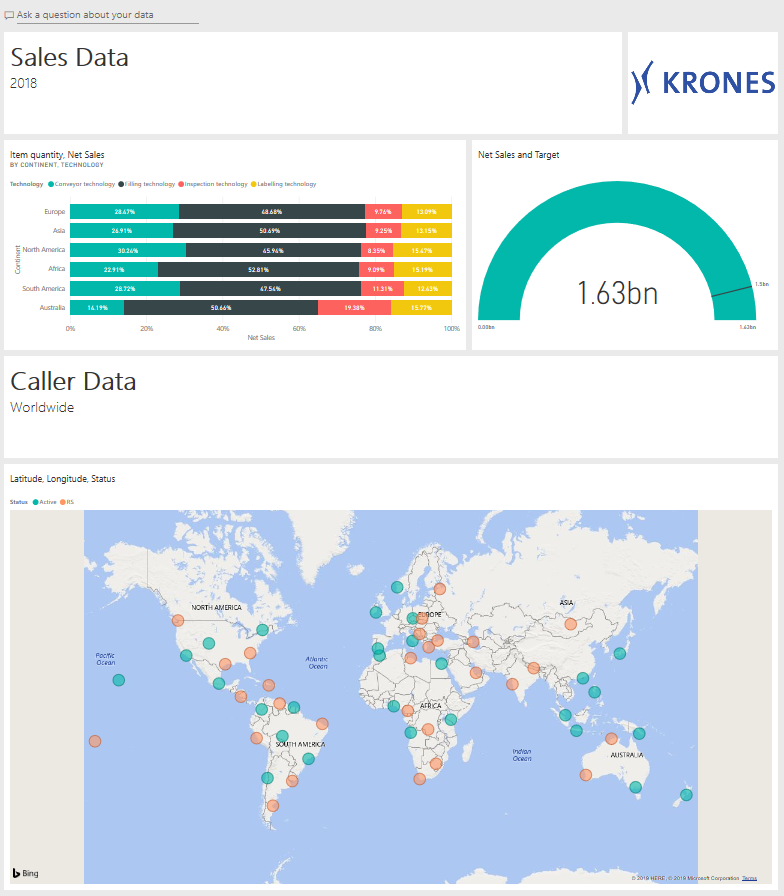 Ask a question about your data
Sales Data
2018
KRONES
Item quantity, Net Sales
BY CONTINENT, TECHNOLOGY
Technology Conveyor technology Filling technology Inspection technology Labelling technology
Europe 28.47% 48.68% 9.76% 13.09%
Asia 26.91% 50.69% 9.25% 13.15%
North America 30.26% 45.94% 8.35% 15.47%
Africa 22.91% 52.81% 9.09% 15.19%
South America 28.72% 47.56% 11.31%
Australia 14.19% 50.66% 19.38% 15.77%
Continent
0% 20% 40% 60% 80% 100%
Net Sales
Net Sales and Target
1.63bn
1.5bn
0.00bn
1.63bn
Caller Data
Worldwide
Latitude, Longitude, Status
Status Active RS
NORTH AMERICA
EUROPE
ASIA
Pacific
Ocean
Atlantic
Ocean
AFRICA
SOUTH AMERICA
Indian
Ocean
AUSTRALIA
Bing
© 2018 HERE, © 2018 Microsoft Corporation Terms